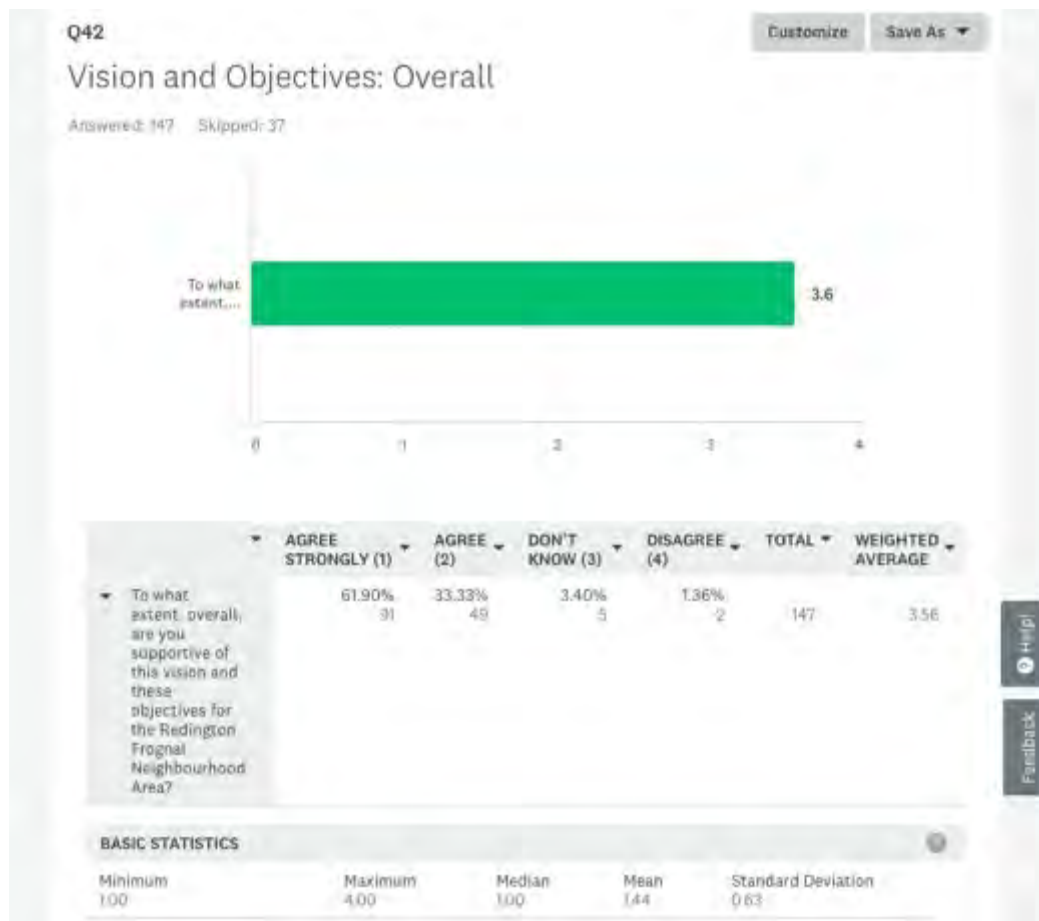 Q42
Customize
Save As
Vision and Objectives: Overall
Answered: 147 Skipped: 37
To what
extent....
3.6
0 1 2 3 4
AGREE STRONGLY (1) AGREE (2) DON'T KNOW (3) DISAGREE (4) TOTAL WEIGHTED AVERAGE
To what 61.90% 33.33% 3.40% 1.36%
extent, overall, 91 49 5 2 147 3.56
are you
supportive of
this vision and
these
objectives for
the Redington
Frognal
Neighbourhood
Area?
Help!
Feedback
BASIC STATISTICS
Minimum Maximum Median Mean Standard Deviation
1.00 4.00 1.00 1.44 0.63